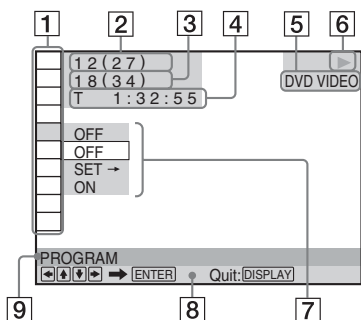 1 2 3 4 5 6
12(27)
18(34)
T 1:32:55
DVD VIDEO
OFF
OFF
SET →
ON
PROGRAM
← ↑ ↓ → ➡ ENTER Quit: DISPLAY
9 8 7